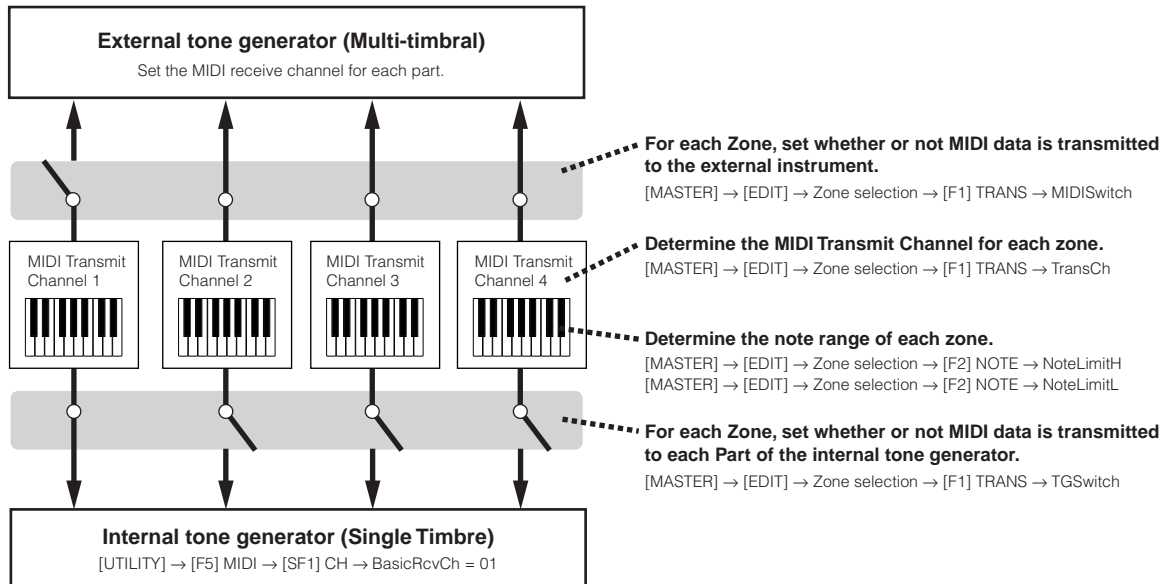 External tone generator (Multi-timbral)
Set the MIDI receive channel for each part.
For each Zone, set whether or not MIDI data is transmitted
to the external instrument.
[MASTER] → [EDIT] → Zone selection → [F1] TRANS → MIDISwitch
MIDI Transmit
Channel 1
MIDI Transmit
Channel 2
MIDI Transmit
Channel 3
MIDI Transmit
Channel 4
Determine the MIDI Transmit Channel for each zone.
[MASTER] → [EDIT] → Zone selection → [F1] TRANS → TransCh
Determine the note range of each zone.
[MASTER] → [EDIT] → Zone selection → [F2] NOTE → NoteLimitH
[MASTER] → [EDIT] → Zone selection → [F2] NOTE → NoteLimitL
For each Zone, set whether or not MIDI data is transmitted
to each Part of the internal tone generator.
[MASTER] → [EDIT] → Zone selection → [F1] TRANS → TGSwitch
Internal tone generator (Single Timbre)
[UTILITY] → [F5] MIDI → [SF1] CH → BasicRcvCh = 01